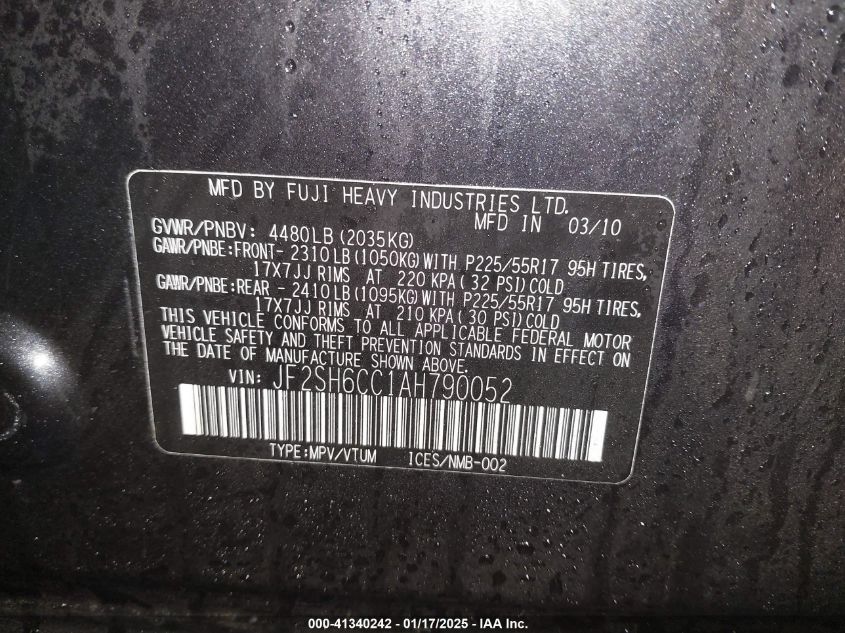 MFD BY FUJI HEAVY INDUSTRIES LTD.
MFD IN 03/10
GVWR/PNBV: 4480LB (2035KG)
GAWR/PNBE:FRONT- 2310LB (1050KG) WITH P225/55R17 95H TIRES,
17X7JJ RIMS AT 220 KPA ( 32 PSI) COLD
GAWR/PNBE:REAR - 2410LB (1095KG) WITH P225/55R17 95H TIRES,
17X7JJ RIMS AT 210 KPA ( 30 PSI) COLD
THIS VEHICLE CONFORMS TO ALL APPLICABLE FEDERAL MOTOR
VEHICLE SAFETY AND THEFT PREVENTION STANDARDS IN EFFECT ON
THE DATE OF MANUFACTURE SHOWN ABOVE.
VIN: JF2SH6CC1AH790052
TYPE:MPV/VTUM ICES/NMB-002
000-41340242 - 01/17/2025 - IAA Inc.